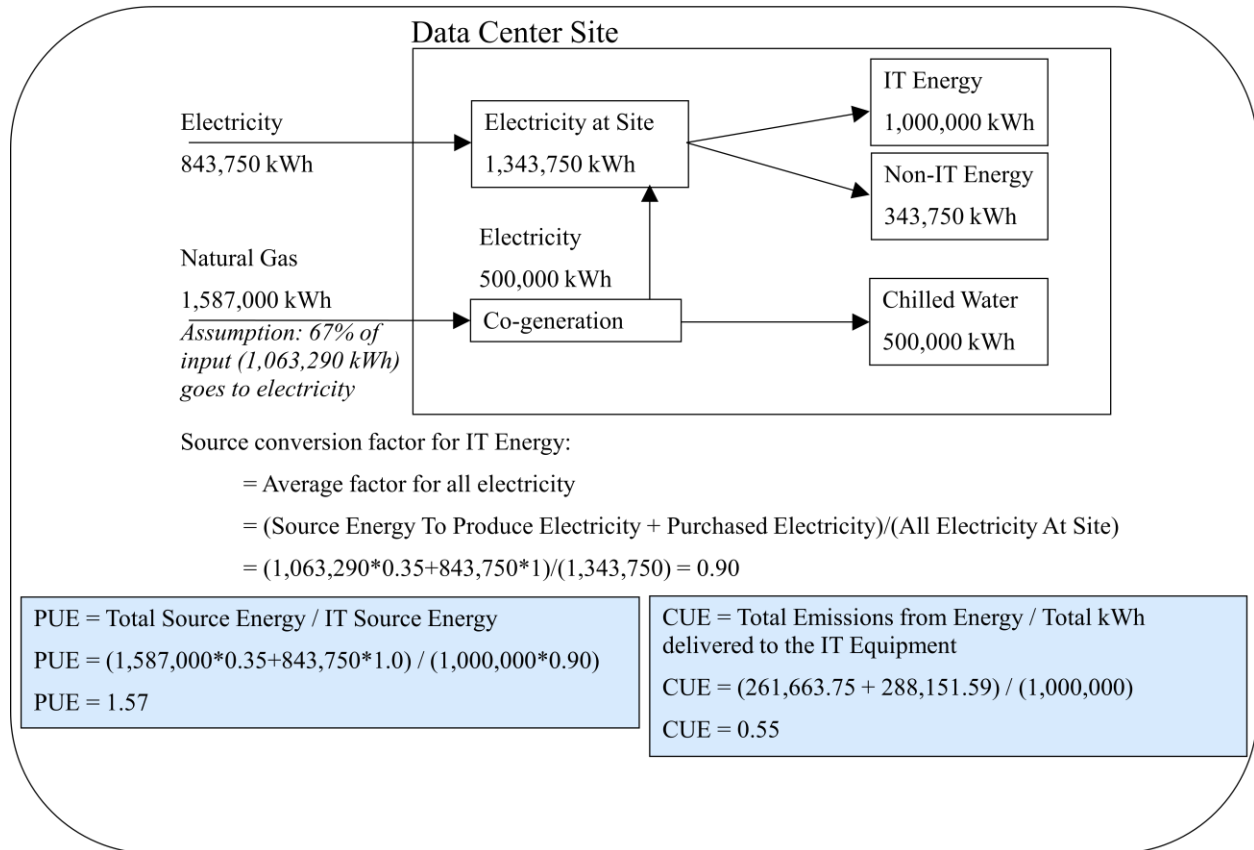 Data Center Site
Electricity
843,750 kWh
Electricity at Site
1,343,750 kWh
IT Energy
1,000,000 kWh
Non-IT Energy
343,750 kWh
Natural Gas
1,587,000 kWh
Assumption: 67% of
input (1,063,290 kWh)
goes to electricity
Electricity
500,000 kWh
Co-generation
Chilled Water
500,000 kWh
Source conversion factor for IT Energy:
= Average factor for all electricity
= (Source Energy To Produce Electricity + Purchased Electricity)/(All Electricity At Site)
= (1,063,290*0.35+843,750*1)/(1,343,750) = 0.90
PUE = Total Source Energy / IT Source Energy
PUE = (1,587,000*0.35+843,750*1.0) / (1,000,000*0.90)
PUE = 1.57
CUE = Total Emissions from Energy / Total kWh
delivered to the IT Equipment
CUE = (261,663.75 + 288,151.59) / (1,000,000)
CUE = 0.55